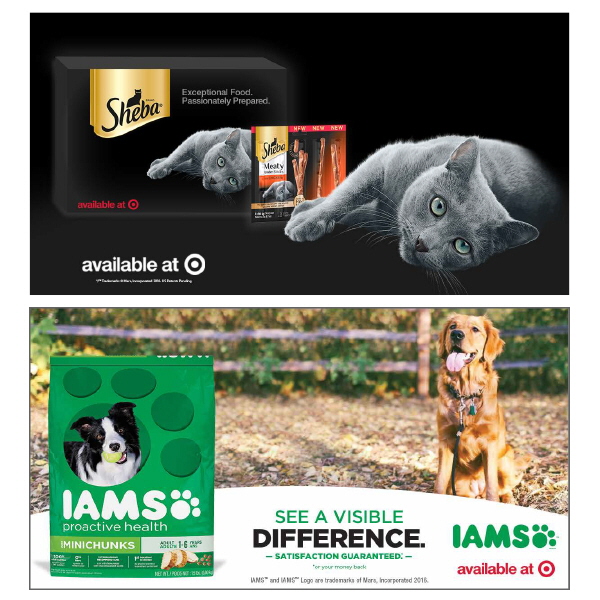 Sheba
Exceptional Food.
Passionately Prepared.
NEW NEW NEW
Sheba
Meaty
available at
available at
IAMS
proactive health
MINICHUNKS
ADULT 1-6 YEARS
SEE A VISIBLE
DIFFERENCE.
SATISFACTION GUARANTEED.*
*or your money back
IAMS™ and IAMS™ Logo are trademarks of Mars, Incorporated 2016.
IAMS
available at